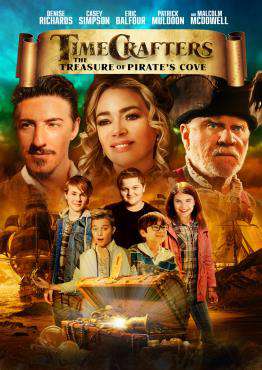 DENISE RICHARDS
CASEY SIMPSON
ERIC BALFOUR
PATRICK MULDOON
AND MALCOLM MCDOWELL
TIMECRAFTERS
THE TREASURE OF PIRATE'S COVE